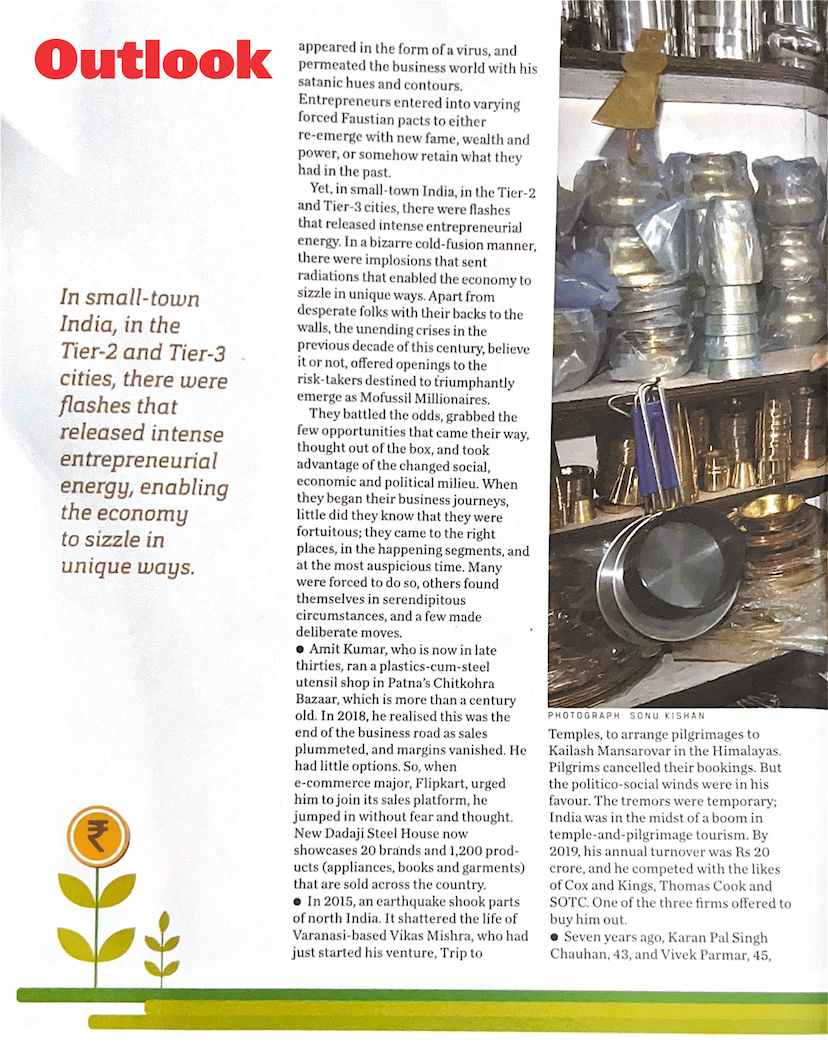 Outlook
In small-town
India, in the
Tier-2 and Tier-3
cities, there were
flashes that
released intense
entrepreneurial
energy, enabling
the economy
to sizzle in
unique ways.
₹
appeared in the form of a virus, and
permeated the business world with his
satanic hues and contours.
Entrepreneurs entered into varying
forced Faustian pacts to either
re-emerge with new fame, wealth and
power, or somehow retain what they
had in the past.
Yet, in small-town India, in the Tier-2
and Tier-3 cities, there were flashes
that released intense entrepreneurial
energy. In a bizarre cold-fusion manner,
there were implosions that sent
radiations that enabled the economy to
sizzle in unique ways. Apart from
desperate folks with their backs to the
walls, the unending crises in the
previous decade of this century, believe
it or not, offered openings to the
risk-takers destined to triumphantly
emerge as Mofussil Millionaires.
They battled the odds, grabbed the
few opportunities that came their way,
thought out of the box, and took
advantage of the changed social,
economic and political milieu. When
they began their business journeys,
little did they know that they were
fortuitous; they came to the right
places, in the happening segments, and
at the most auspicious time. Many
were forced to do so, others found
themselves in serendipitous
circumstances, and a few made
deliberate moves.
● Amit Kumar, who is now in late
thirties, ran a plastics-cum-steel
utensil shop in Patna's Chitkohra
Bazaar, which is more than a century
old. In 2018, he realised this was the
end of the business road as sales
plummeted, and margins vanished. He
had little options. So, when
e-commerce major, Flipkart, urged
him to join its sales platform, he
jumped in without fear and thought.
New Dadaji Steel House now
showcases 20 brands and 1,200 prod-
ucts (appliances, books and garments)
that are sold across the country.
● In 2015, an earthquake shook parts
of north India. It shattered the life of
Varanasi-based Vikas Mishra, who had
just started his venture, Trip to
PHOTOGRAPH: SONU KISHAN
Temples, to arrange pilgrimages to
Kailash Mansarovar in the Himalayas.
Pilgrims cancelled their bookings. But
the politico-social winds were in his
favour. The tremors were temporary;
India was in the midst of a boom in
temple-and-pilgrimage tourism. By
2019, his annual turnover was Rs 20
crore, and he competed with the likes
of Cox and Kings, Thomas Cook and
SOTC. One of the three firms offered to
buy him out.
● Seven years ago, Karan Pal Singh
Chauhan, 43, and Vivek Parmar, 45,